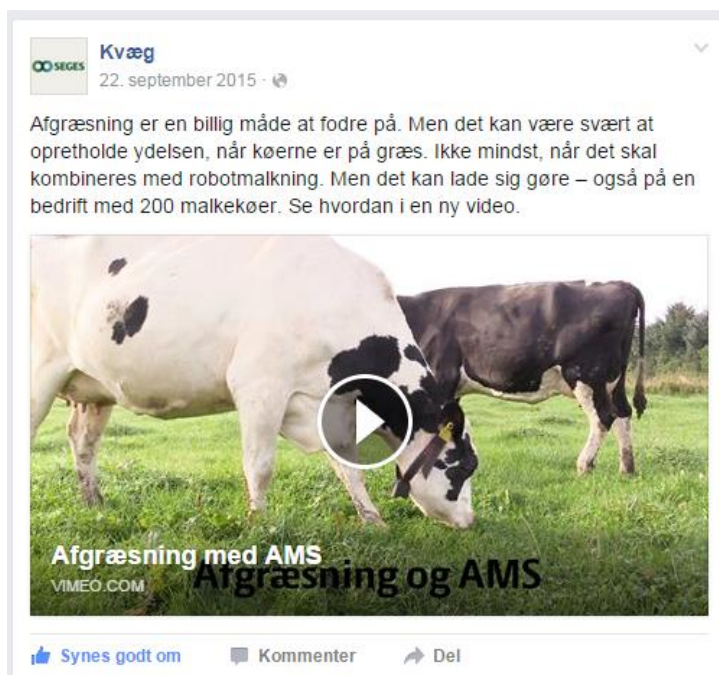 SEGES
Kvæg
22. september 2015 ·
Afgræsning er en billig måde at fodre på. Men det kan være svært at
opretholde ydelsen, når køerne er på græs. Ikke mindst, når det skal
kombineres med robotmalkning. Men det kan lade sig gøre – også på en
bedrift med 200 malkekøer. Se hvordan i en ny video.
Afgræsning med AMS
VIMEO.COM
Afgræsning og AMS
Synes godt om Kommenter Del